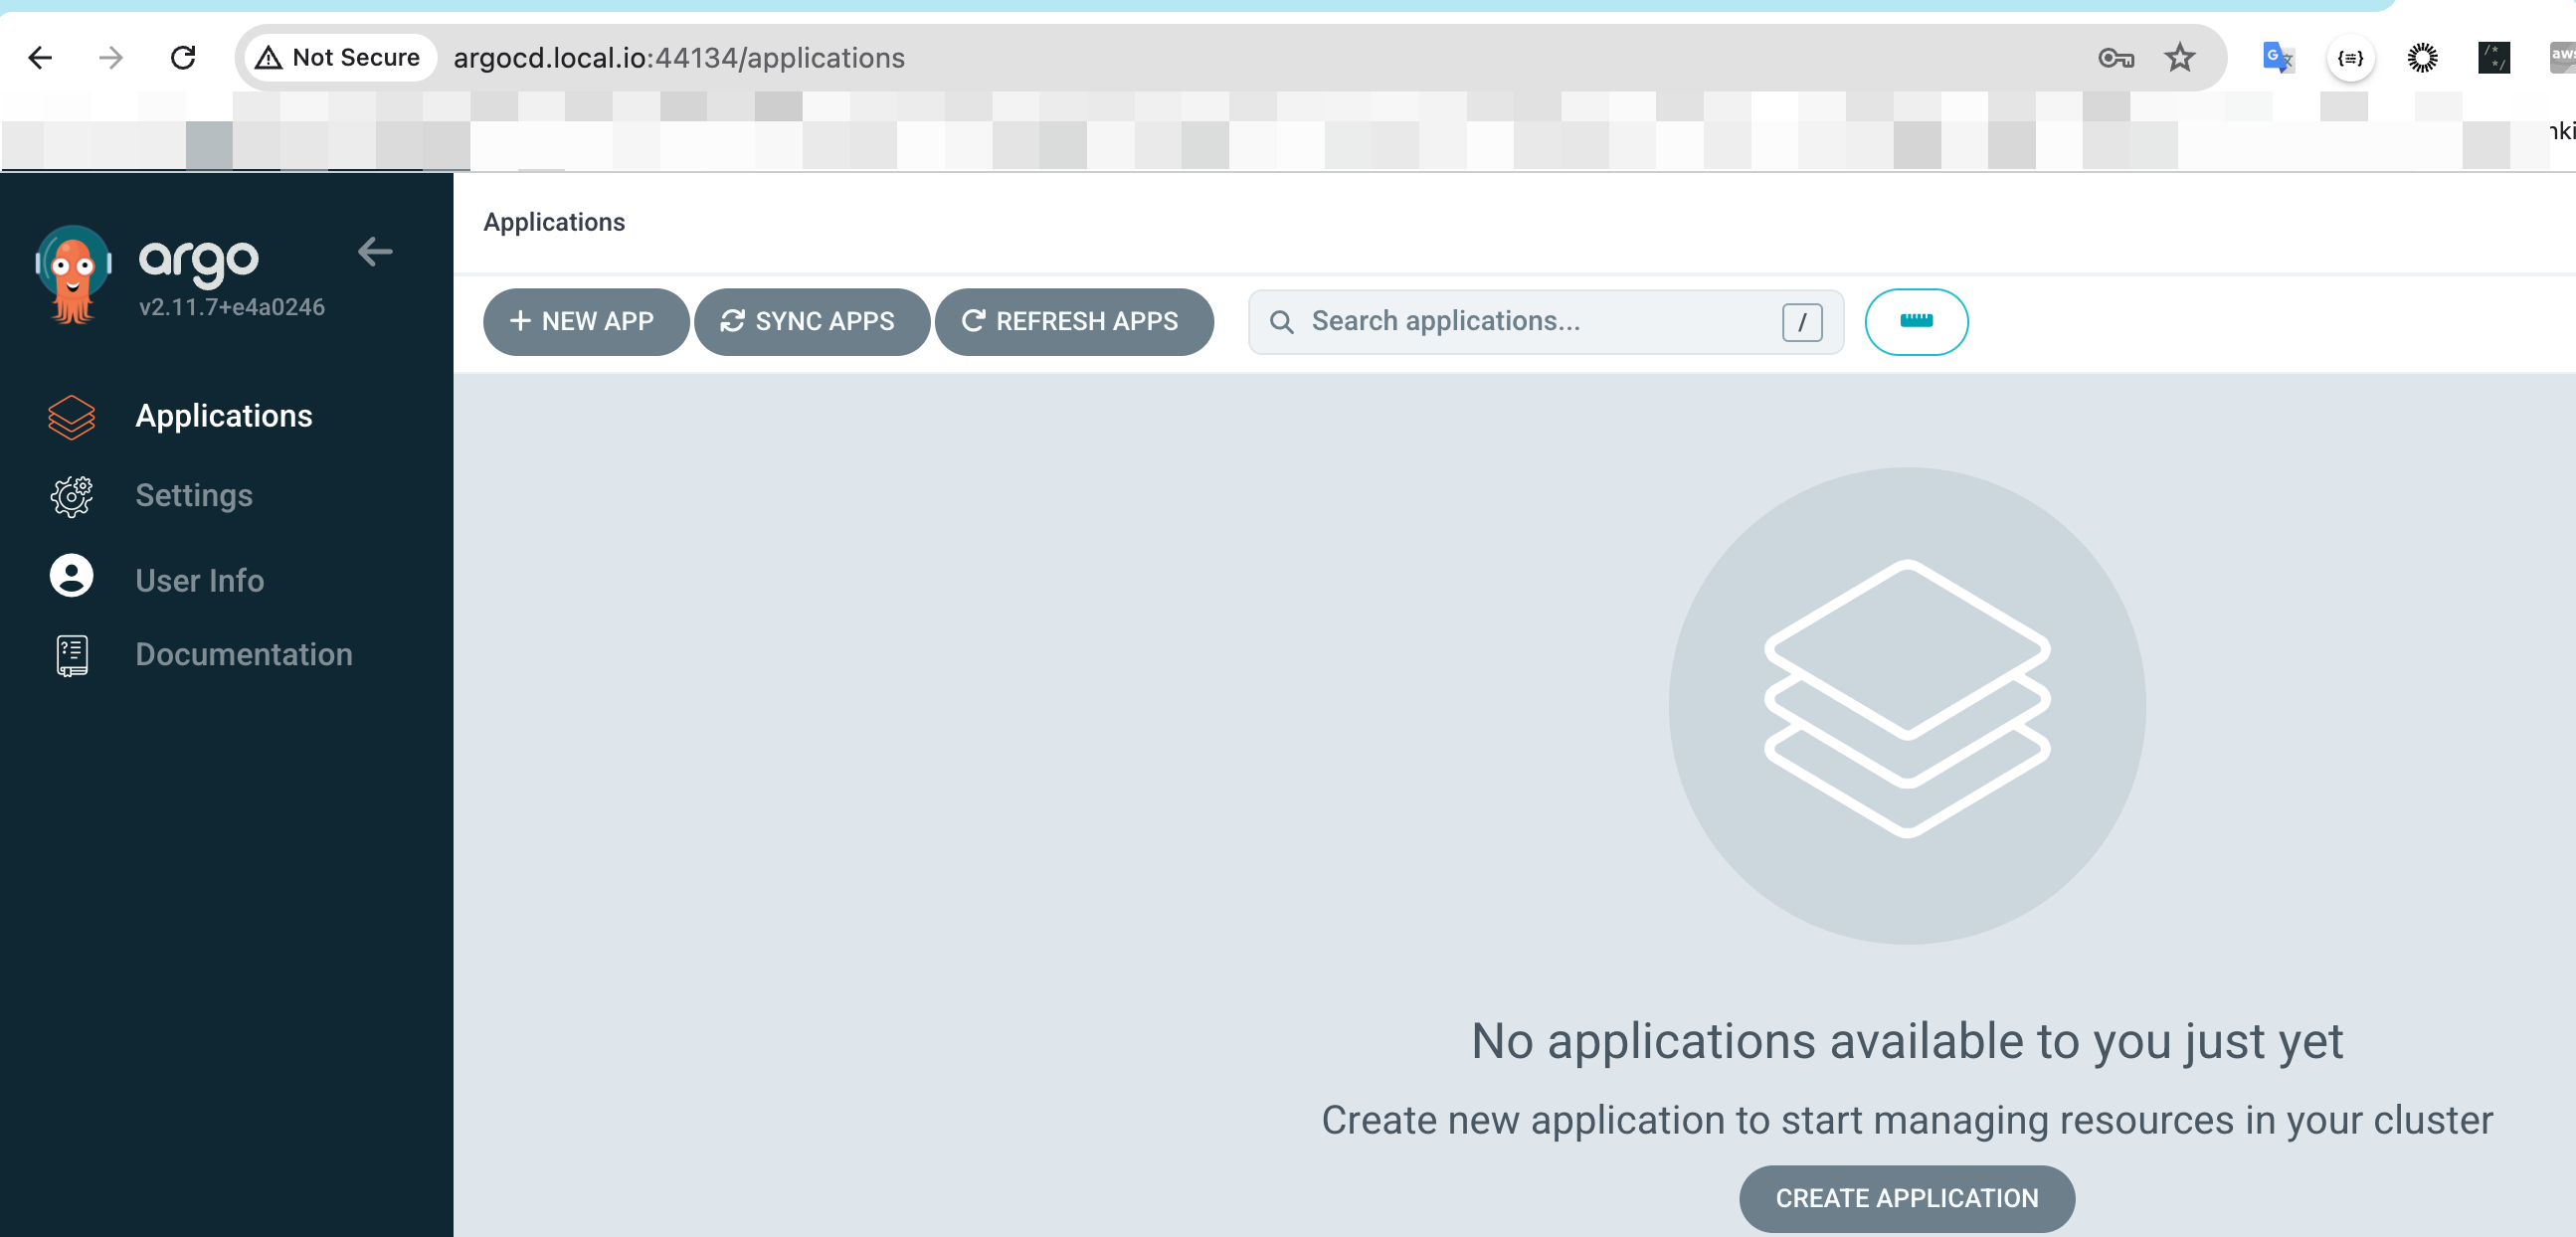 Not Secure argocd.local.io:44134/applications
aws
argo
v2.11.7+e4a0246
Applications
Settings
User Info
Documentation
Applications
NEW APP SYNC APPS REFRESH APPS Search applications... /
No applications available to you just yet
Create new application to start managing resources in your cluster
CREATE APPLICATION